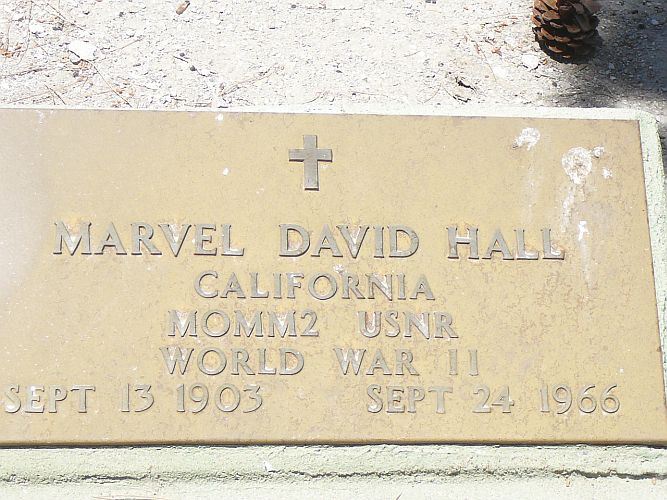 MARVEL DAVID HALL
CALIFORNIA
MOMM2 USNR
WORLD WAR II
SEPT 13 1903 SEPT 24 1966